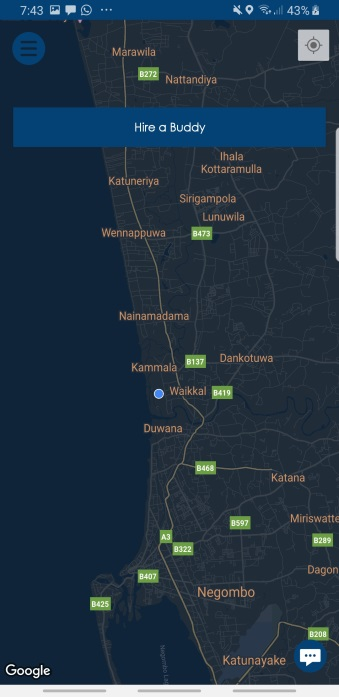 7:43 43%
Marawila
B272
Nattandiya
Hire a Buddy
Ihala
Kottaramulla
Katuneriya
Sirigampola
Lunuwila
Wennappuwa
B473
Nainamadama
B137
Dankotuwa
Kammala
Waikkal
B419
Duwana
B468
Katana
B597
Miriswatte
A3
B289
B322
Dagon
B407
Negombo
B425
B208
Katunayake
Google